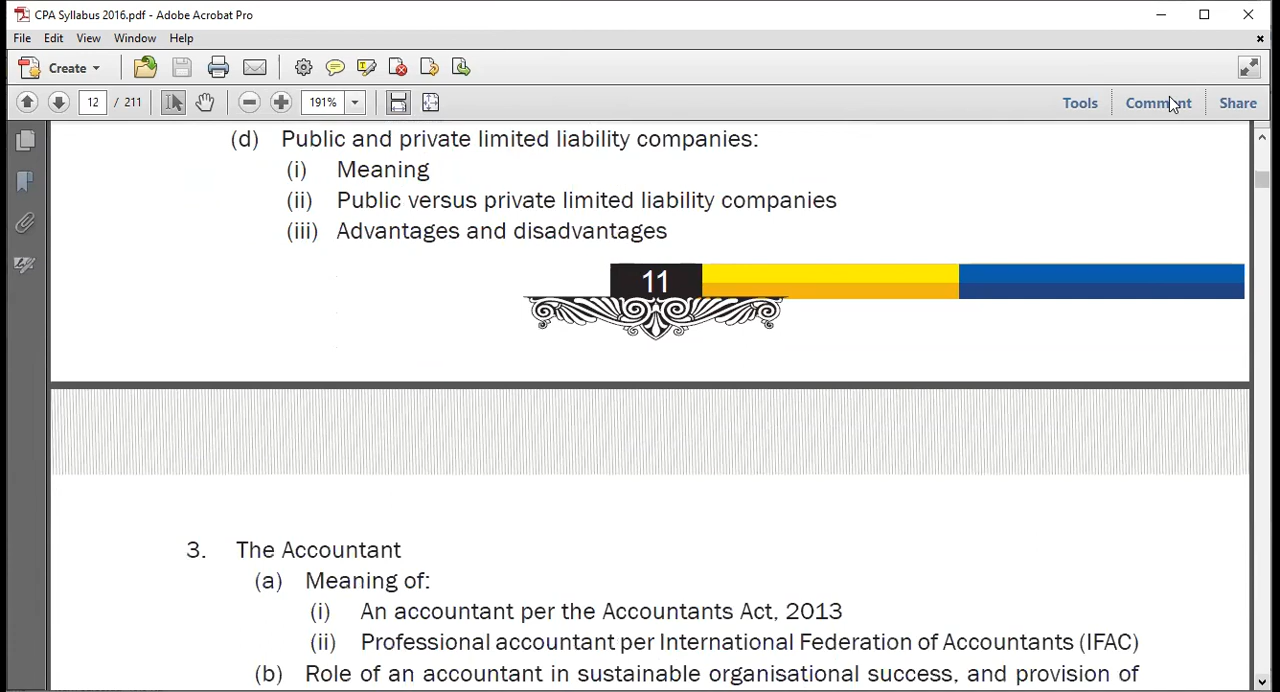 CPA Syllabus 2016.pdf - Adobe Acrobat Pro
File Edit View Window Help
Create
12 / 211 191% Tools Comment Share
(d) Public and private limited liability companies:
(i) Meaning
(ii) Public versus private limited liability companies
(iii) Advantages and disadvantages
11
3. The Accountant
(a) Meaning of:
(i) An accountant per the Accountants Act, 2013
(ii) Professional accountant per International Federation of Accountants (IFAC)
(b) Role of an accountant in sustainable organisational success, and provision of